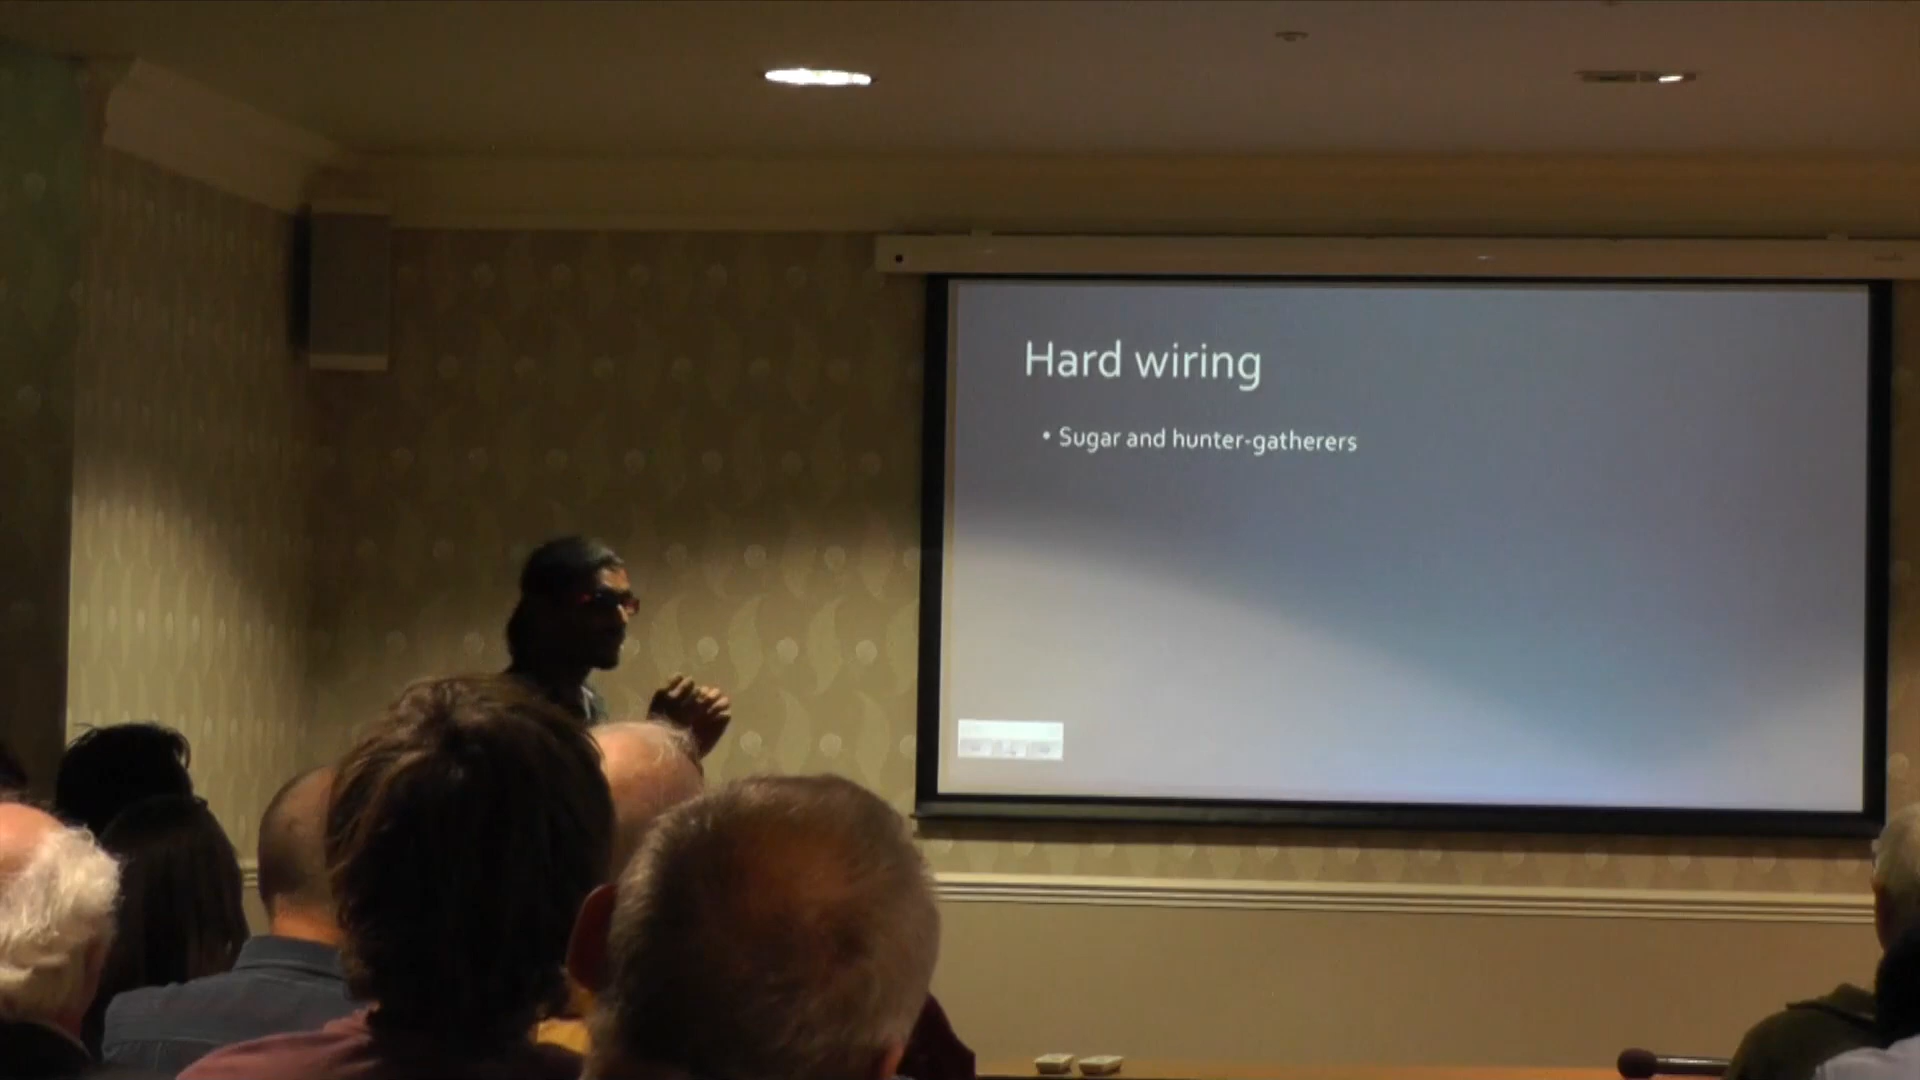 Hard wiring
• Sugar and hunter-gatherers